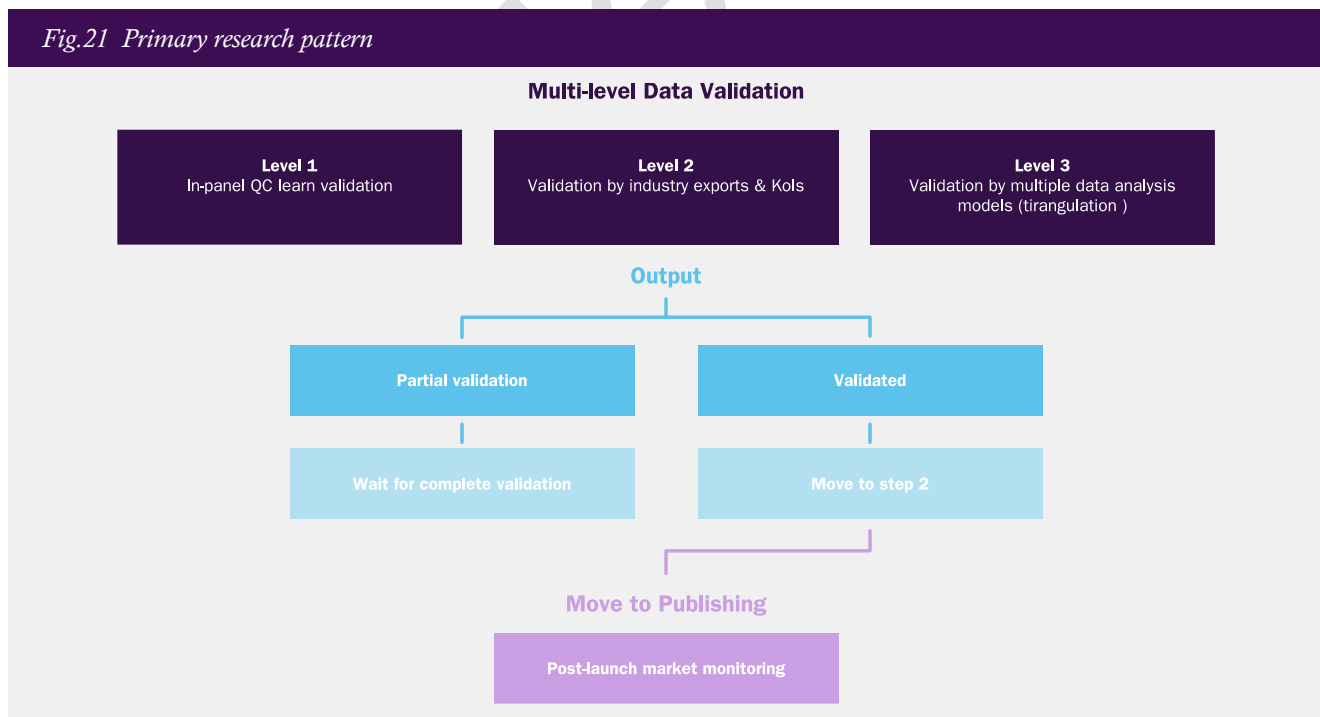 Fig.21 Primary research pattern
Multi-level Data Validation
Level 1
In-panel QC learn validation
Level 2
Validation by industry exports & Kols
Level 3
Validation by multiple data analysis
models (tirangulation )
Output
Partial validation
Validated
Wait for complete validation
Move to step 2
Move to Publishing
Post-launch market monitoring